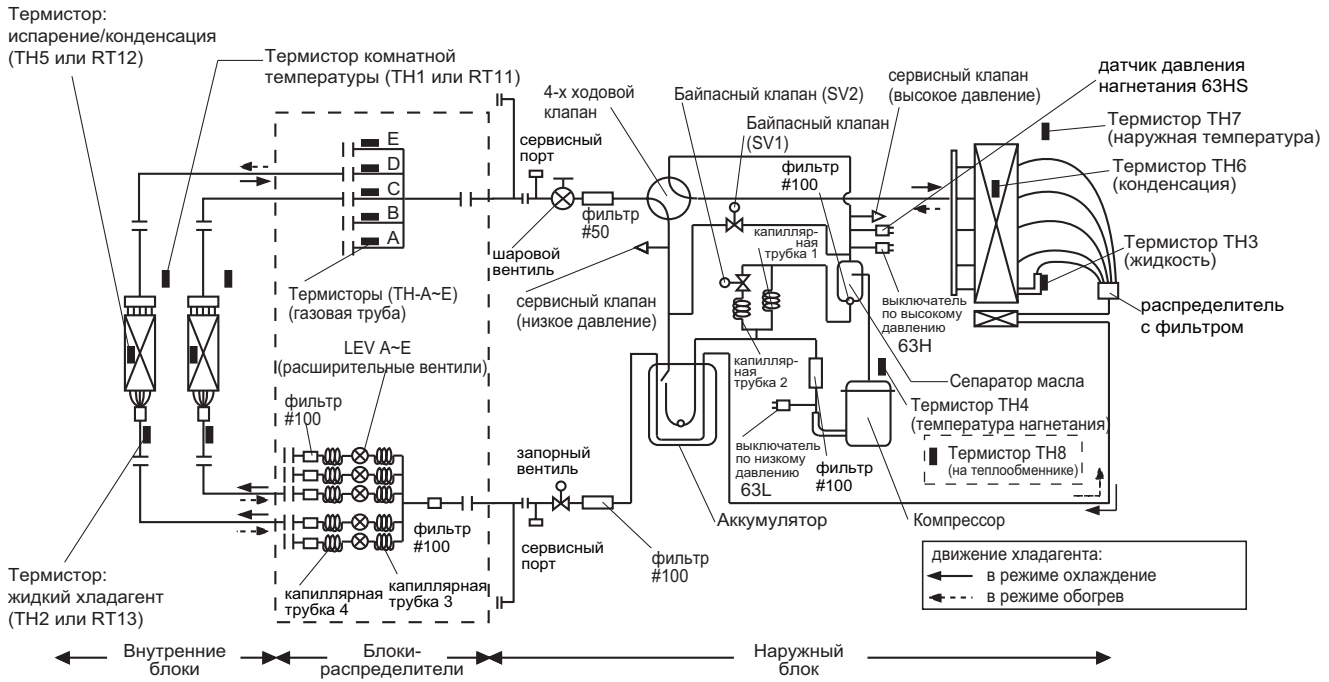 Термистор:
испарение/конденсация
(TH5 или RT12)
Термистор комнатной
температуры (TH1 или RT11)
E
D
C
B
A
Термисторы (TH-A~E)
(газовая труба)
LEV A~E
(расширительные вентили)
фильтр
#100
фильтр
#100
капиллярная
трубка 4
капиллярная
трубка 3
Термистор:
жидкий хладагент
(TH2 или RT13)
сервисный
порт
шаровой
вентиль
фильтр
#50
4-х ходовой
клапан
сервисный клапан
(низкое давление)
Байпасный клапан (SV2)
Байпасный клапан
(SV1)
капилляр-
ная
трубка 1
капилляр-
ная
трубка 2
фильтр
#100
сервисный клапан
(высокое давление)
датчик давления
нагнетания 63HS
выключатель
по высокому
давлению
63H
Термистор TH7
(наружная температура)
Термистор TH6
(конденсация)
Термистор TH3
(жидкость)
распределитель
с фильтром
Сепаратор масла
Термистор TH4
(температура нагнетания)
Термистор TH8
(на теплообменнике)
запорный
вентиль
сервисный
порт
фильтр
#100
Аккумулятор
выключатель
по низкому
давлению
63L
фильтр
#100
Компрессор
движение хладагента:
в режиме охлаждение
в режиме обогрев
Внутренние
блоки
Блоки-
распределители
Наружный
блок